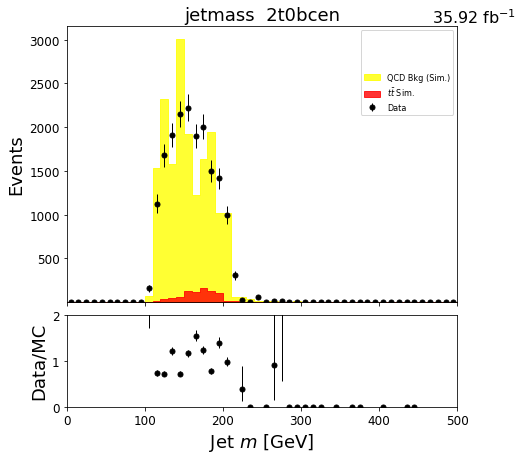 jetmass 2t0bcen
35.92 fb⁻¹
QCD Bkg (Sim.)
tt̄ Sim.
Data
Events
3000
2500
2000
1500
1000
500
Data/MC
2
1
0
0 100 200 300 400 500
Jet m [GeV]